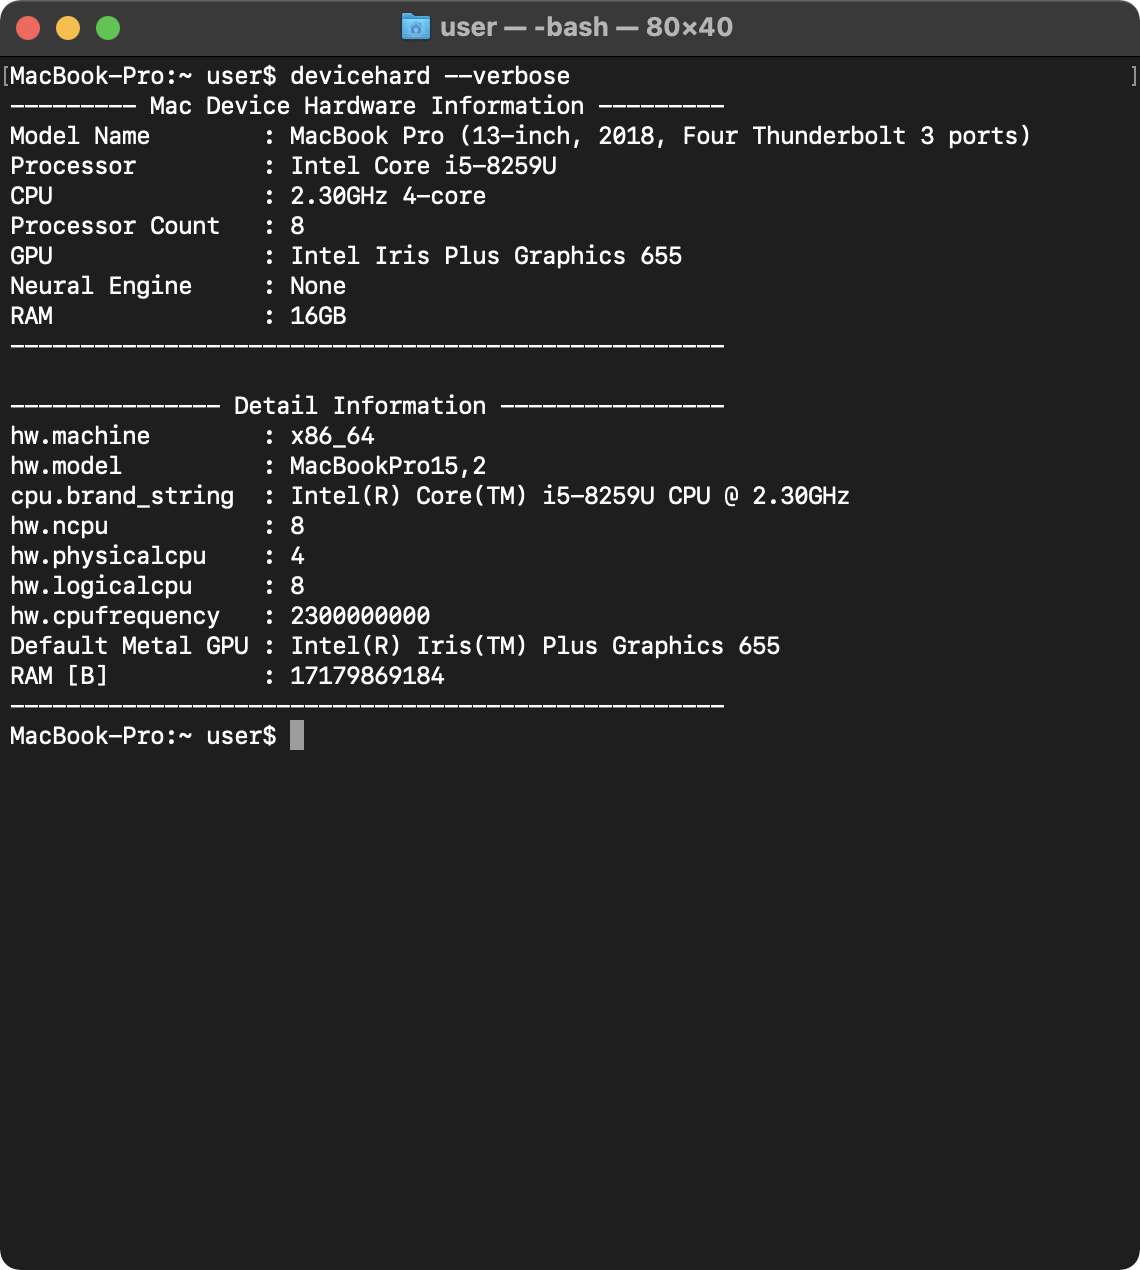 user — -bash — 80×40
[MacBook-Pro:~ user$ devicehard --verbose ]
--------- Mac Device Hardware Information ---------
Model Name        : MacBook Pro (13-inch, 2018, Four Thunderbolt 3 ports)
Processor         : Intel Core i5-8259U
CPU               : 2.30GHz 4-core
Processor Count   : 8
GPU               : Intel Iris Plus Graphics 655
Neural Engine     : None
RAM               : 16GB
---------------------------------------------------
--------------- Detail Information ----------------
hw.machine        : x86_64
hw.model          : MacBookPro15,2
cpu.brand_string  : Intel(R) Core(TM) i5-8259U CPU @ 2.30GHz
hw.ncpu           : 8
hw.physicalcpu    : 4
hw.logicalcpu     : 8
hw.cpufrequency   : 2300000000
Default Metal GPU : Intel(R) Iris(TM) Plus Graphics 655
RAM [B]           : 17179869184
---------------------------------------------------
MacBook-Pro:~ user$